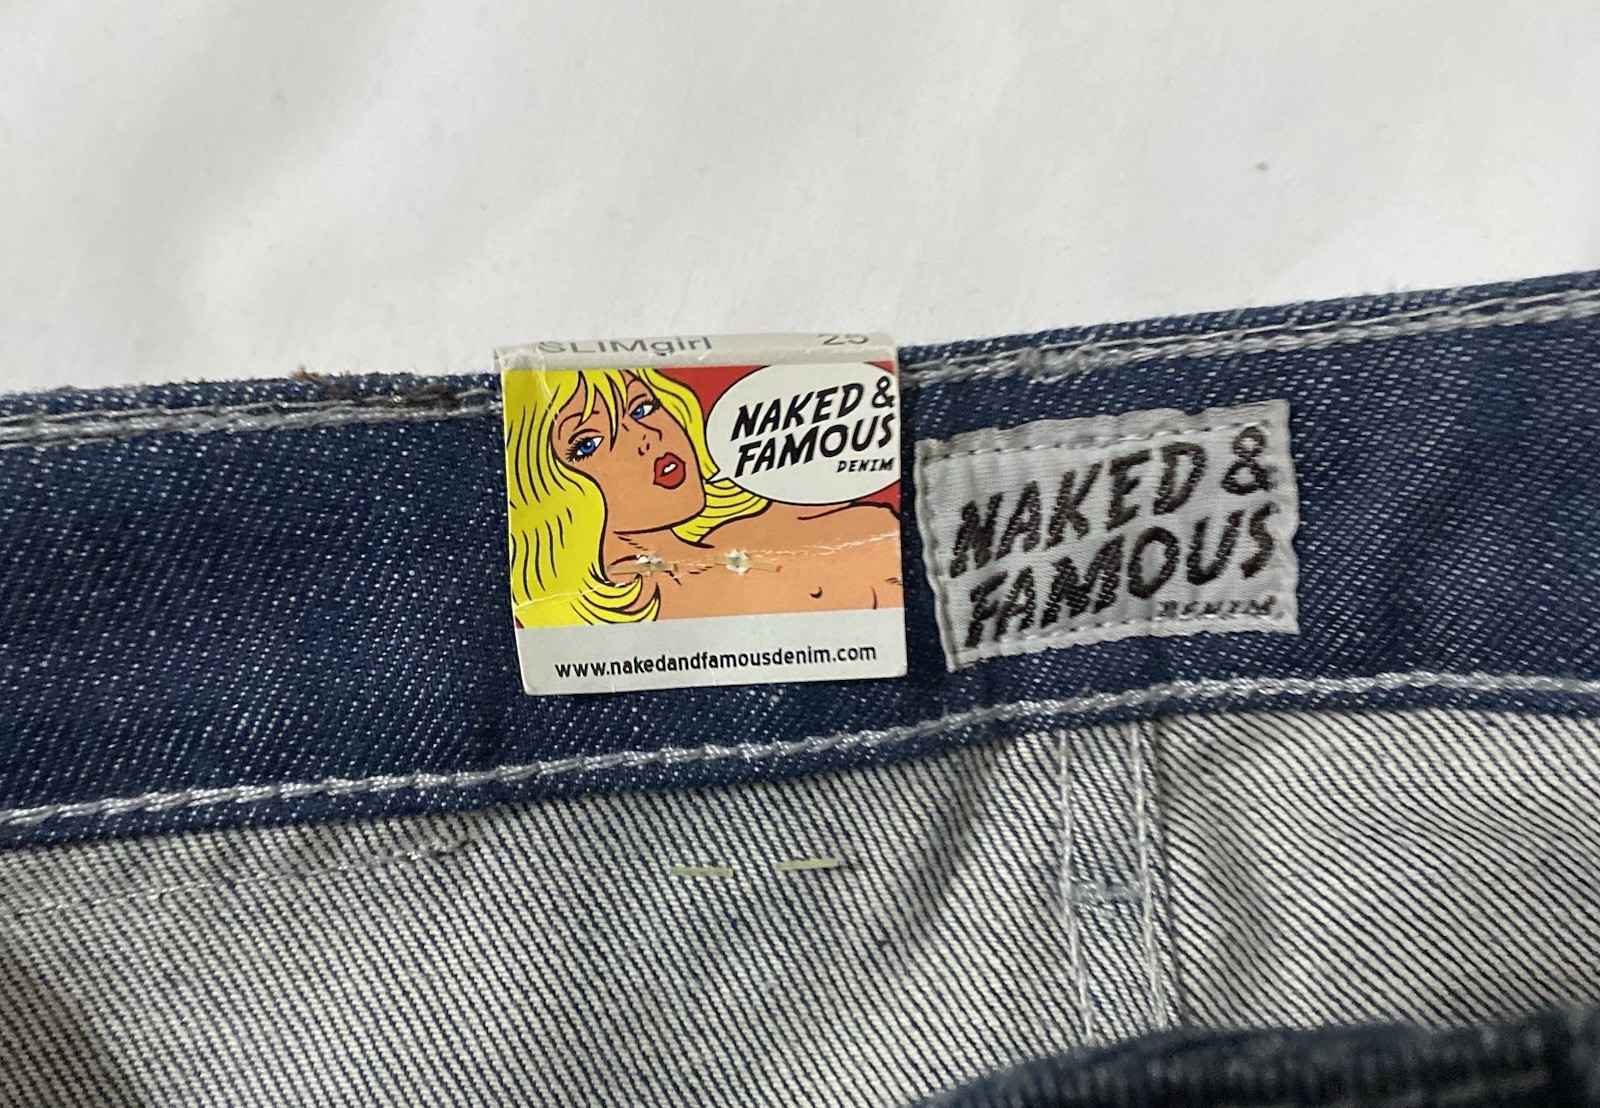 SLIMgirl 25
NAKED &
FAMOUS
DENIM
www.nakedandfamousdenim.com
NAKED &
FAMOUS
DENIM